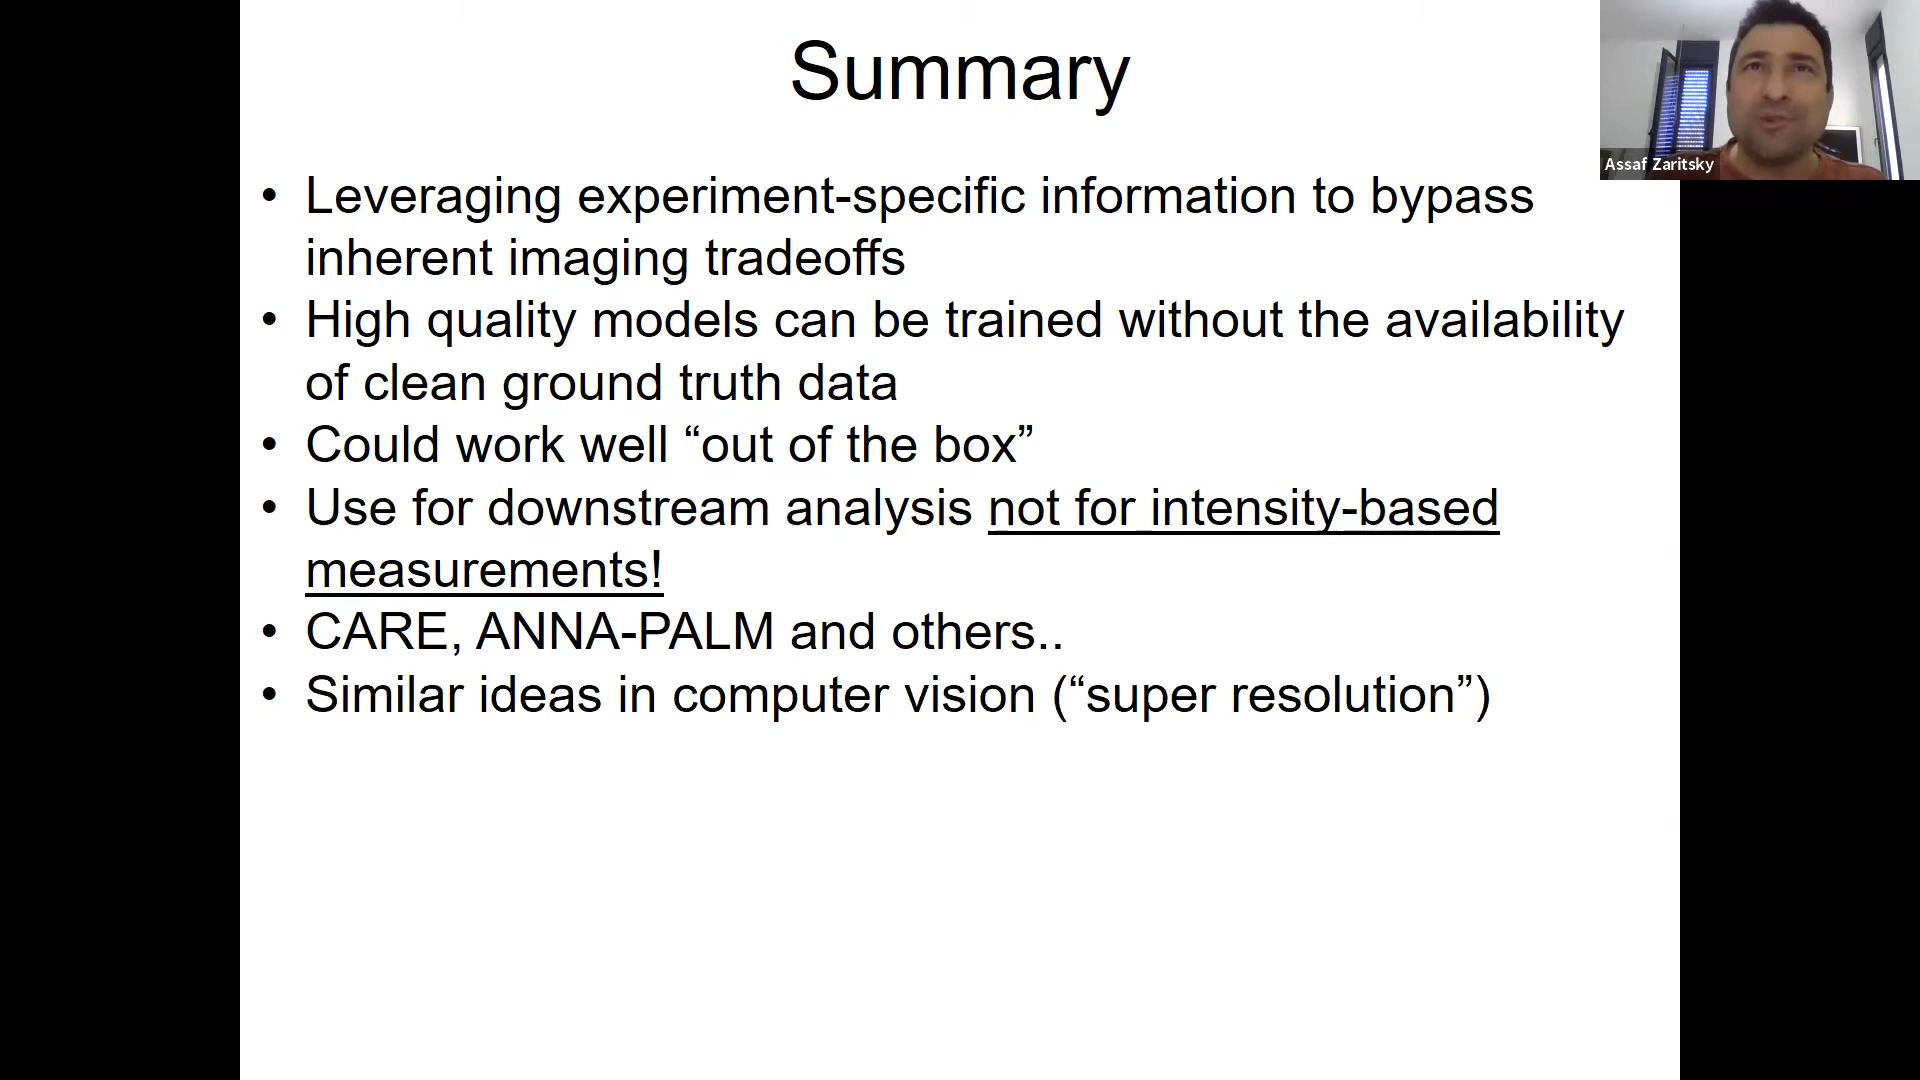 Summary
Assaf Zaritsky
• Leveraging experiment-specific information to bypass
inherent imaging tradeoffs
• High quality models can be trained without the availability
of clean ground truth data
• Could work well “out of the box”
• Use for downstream analysis not for intensity-based
measurements!
• CARE, ANNA-PALM and others..
• Similar ideas in computer vision (“super resolution”)